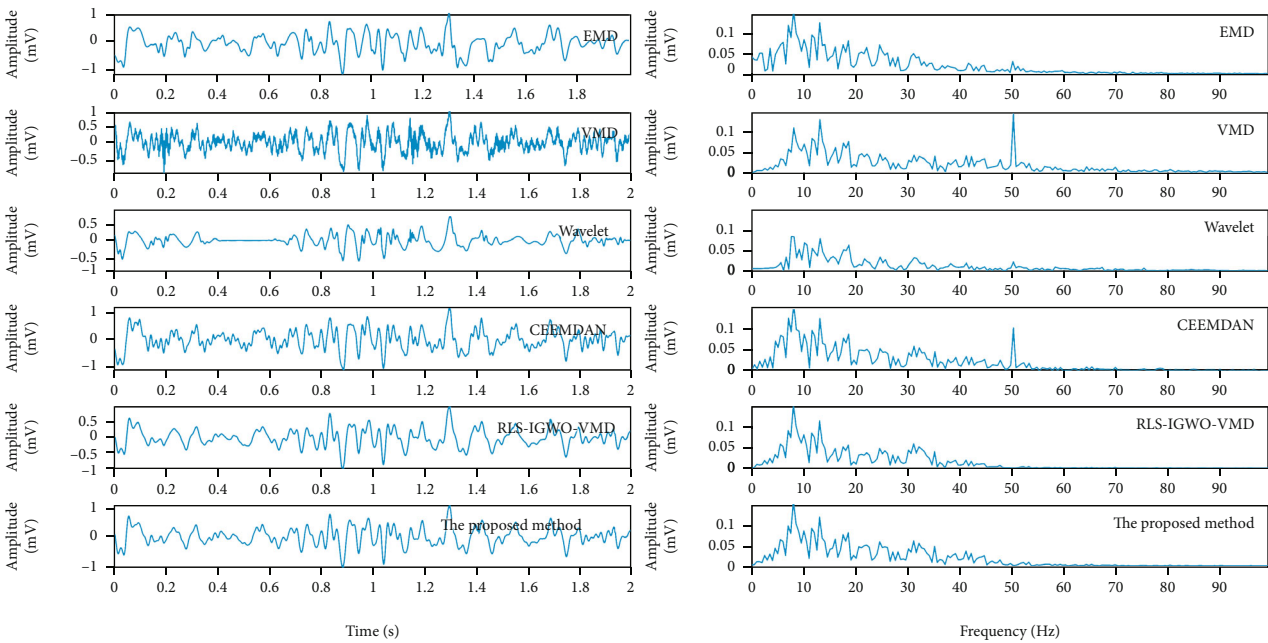 Amplitude
(mV)
1
0
−1
EMD
0 0.2 0.4 0.6 0.8 1 1.2 1.4 1.6 1.8
Amplitude
(mV)
0.1
0.05
0
EMD
0 10 20 30 40 50 60 70 80 90
Amplitude
(mV)
1
0.5
0
−0.5
VMD
0 0.2 0.4 0.6 0.8 1 1.2 1.4 1.6 1.8 2
Amplitude
(mV)
0.1
0.05
0
VMD
0 10 20 30 40 50 60 70 80 90
Amplitude
(mV)
0.5
0
−0.5
−1
Wavelet
0 0.2 0.4 0.6 0.8 1 1.2 1.4 1.6 1.8 2
Amplitude
(mV)
0.1
0.05
0
Wavelet
0 10 20 30 40 50 60 70 80 90
Amplitude
(mV)
1
0
−1
CEEMDAN
0 0.2 0.4 0.6 0.8 1 1.2 1.4 1.6 1.8 2
Amplitude
(mV)
0.1
0.05
0
CEEMDAN
0 10 20 30 40 50 60 70 80 90
Amplitude
(mV)
0.5
0
−0.5
−1
RLS-IGWO-VMD
0 0.2 0.4 0.6 0.8 1 1.2 1.4 1.6 1.8 2
Amplitude
(mV)
0.1
0.05
0
RLS-IGWO-VMD
0 10 20 30 40 50 60 70 80 90
Amplitude
(mV)
1
0
−1
The proposed method
0 0.2 0.4 0.6 0.8 1 1.2 1.4 1.6 1.8 2
Time (s)
Amplitude
(mV)
0.1
0.05
0
The proposed method
0 10 20 30 40 50 60 70 80 90
Frequency (Hz)